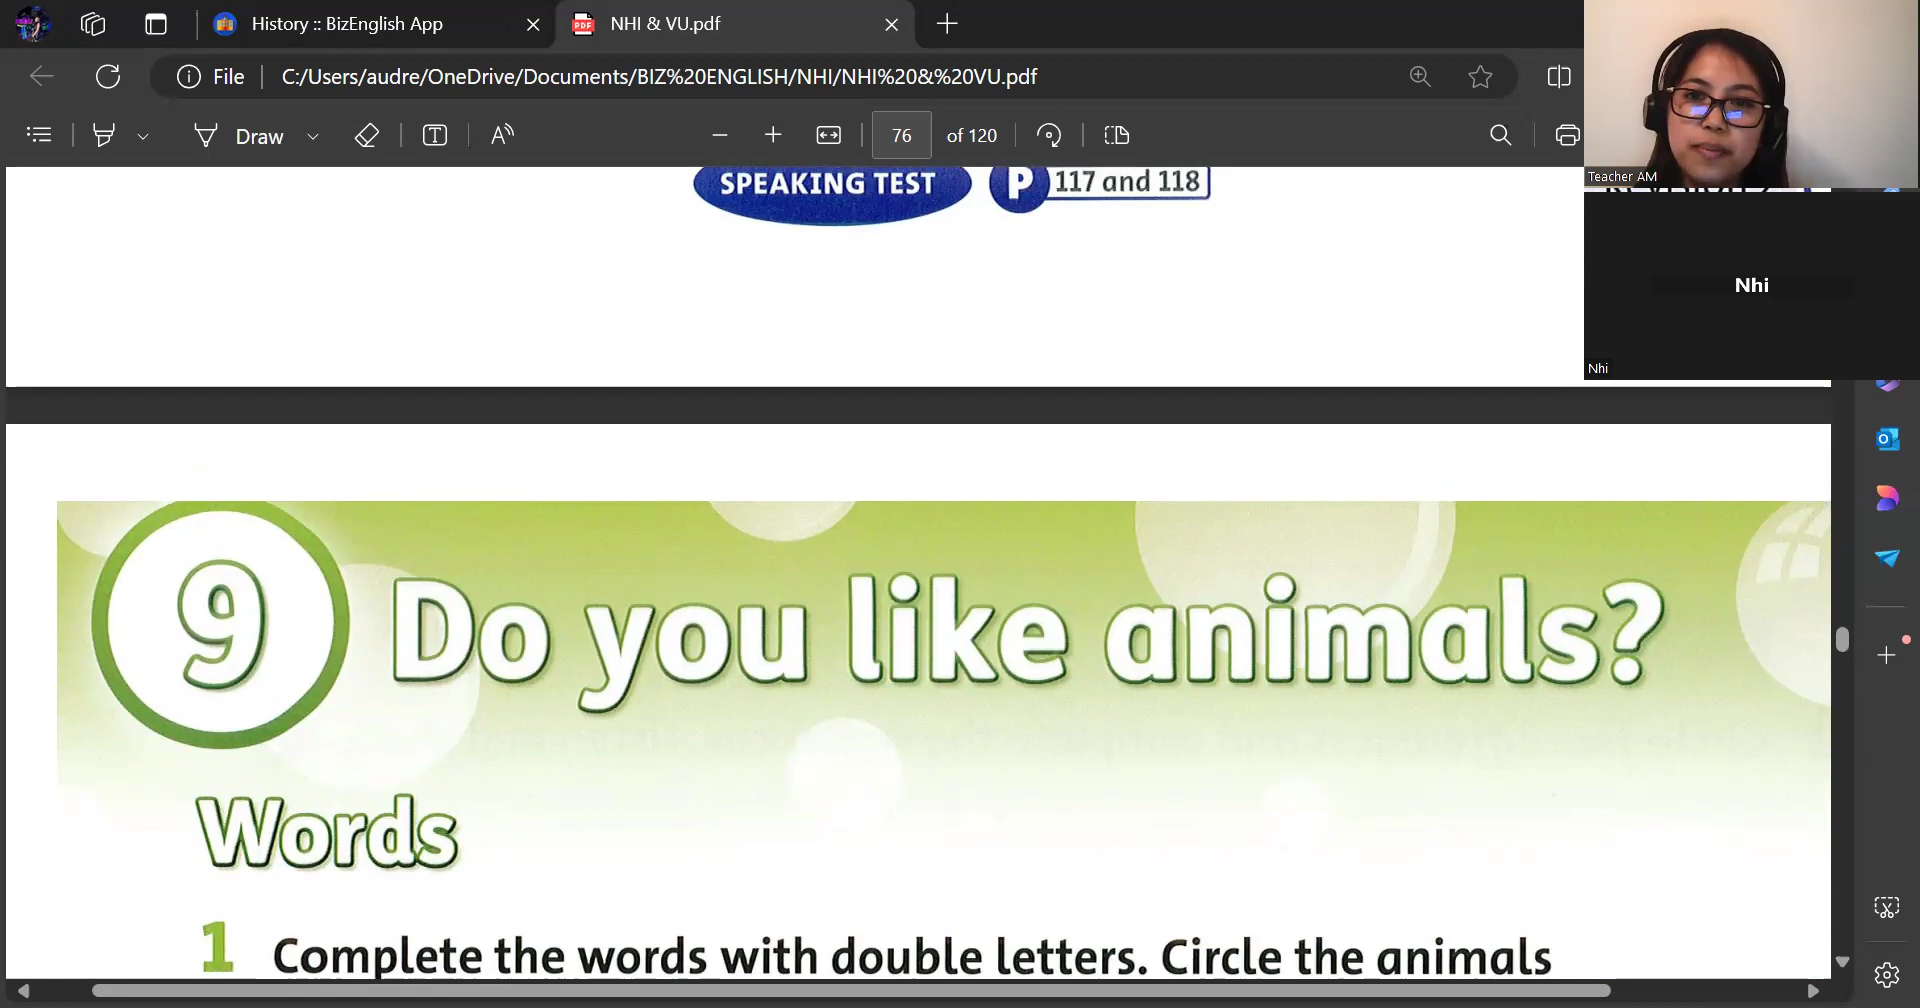 History :: BizEnglish App
NHI & VU.pdf
File
C:/Users/audre/OneDrive/Documents/BIZ%20ENGLISH/NHI/NHI%20&%20VU.pdf
Draw
76 of 120
SPEAKING TEST
P 117 and 118
Teacher AM
Nhi
Nhi
9 Do you like animals?
Words
1 Complete the words with double letters. Circle the animals